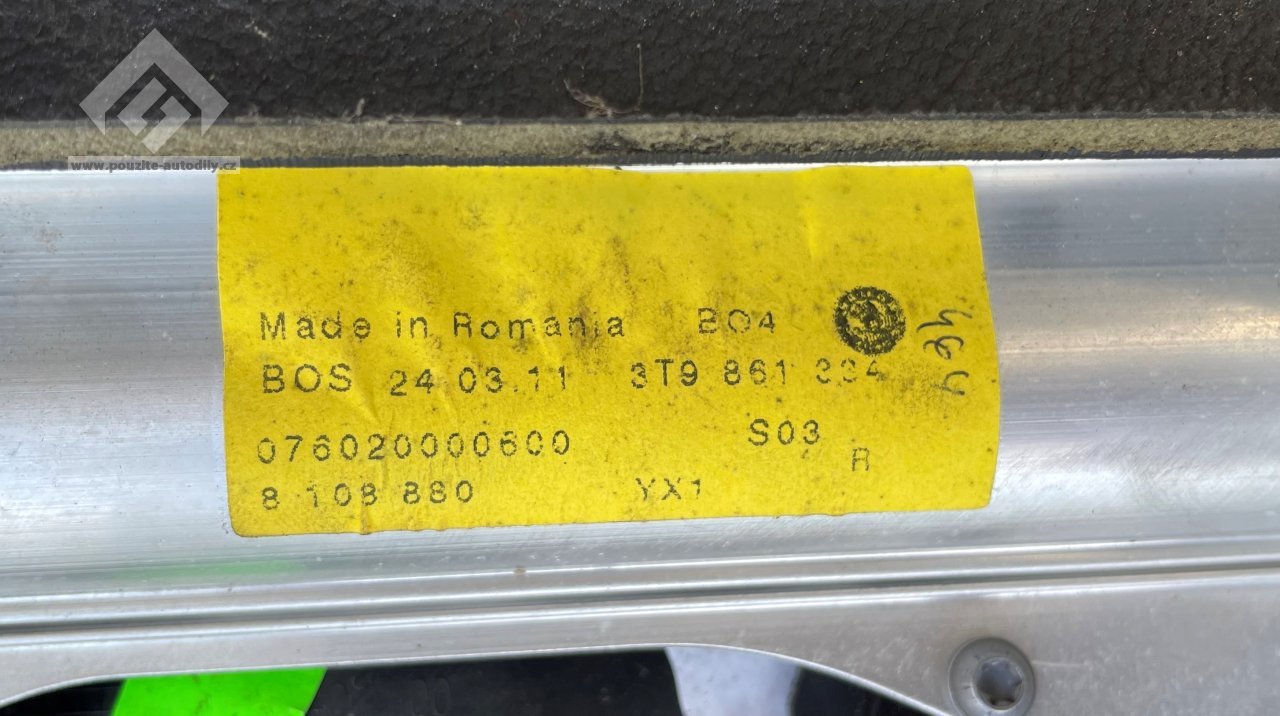 www.pouzite-autodily.cz
Made in Romania BO4
BOS 24.03.11 3T9 861 334
076020000600 S03
R
8 108 880 YX1